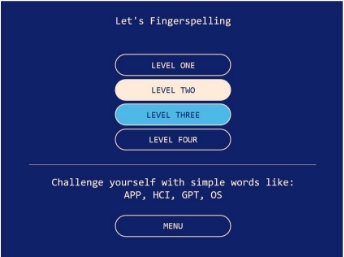 Let's Fingerspelling
LEVEL ONE
LEVEL TWO
LEVEL THREE
LEVEL FOUR
Challenge yourself with simple words like:
APP, HCI, GPT, OS
MENU